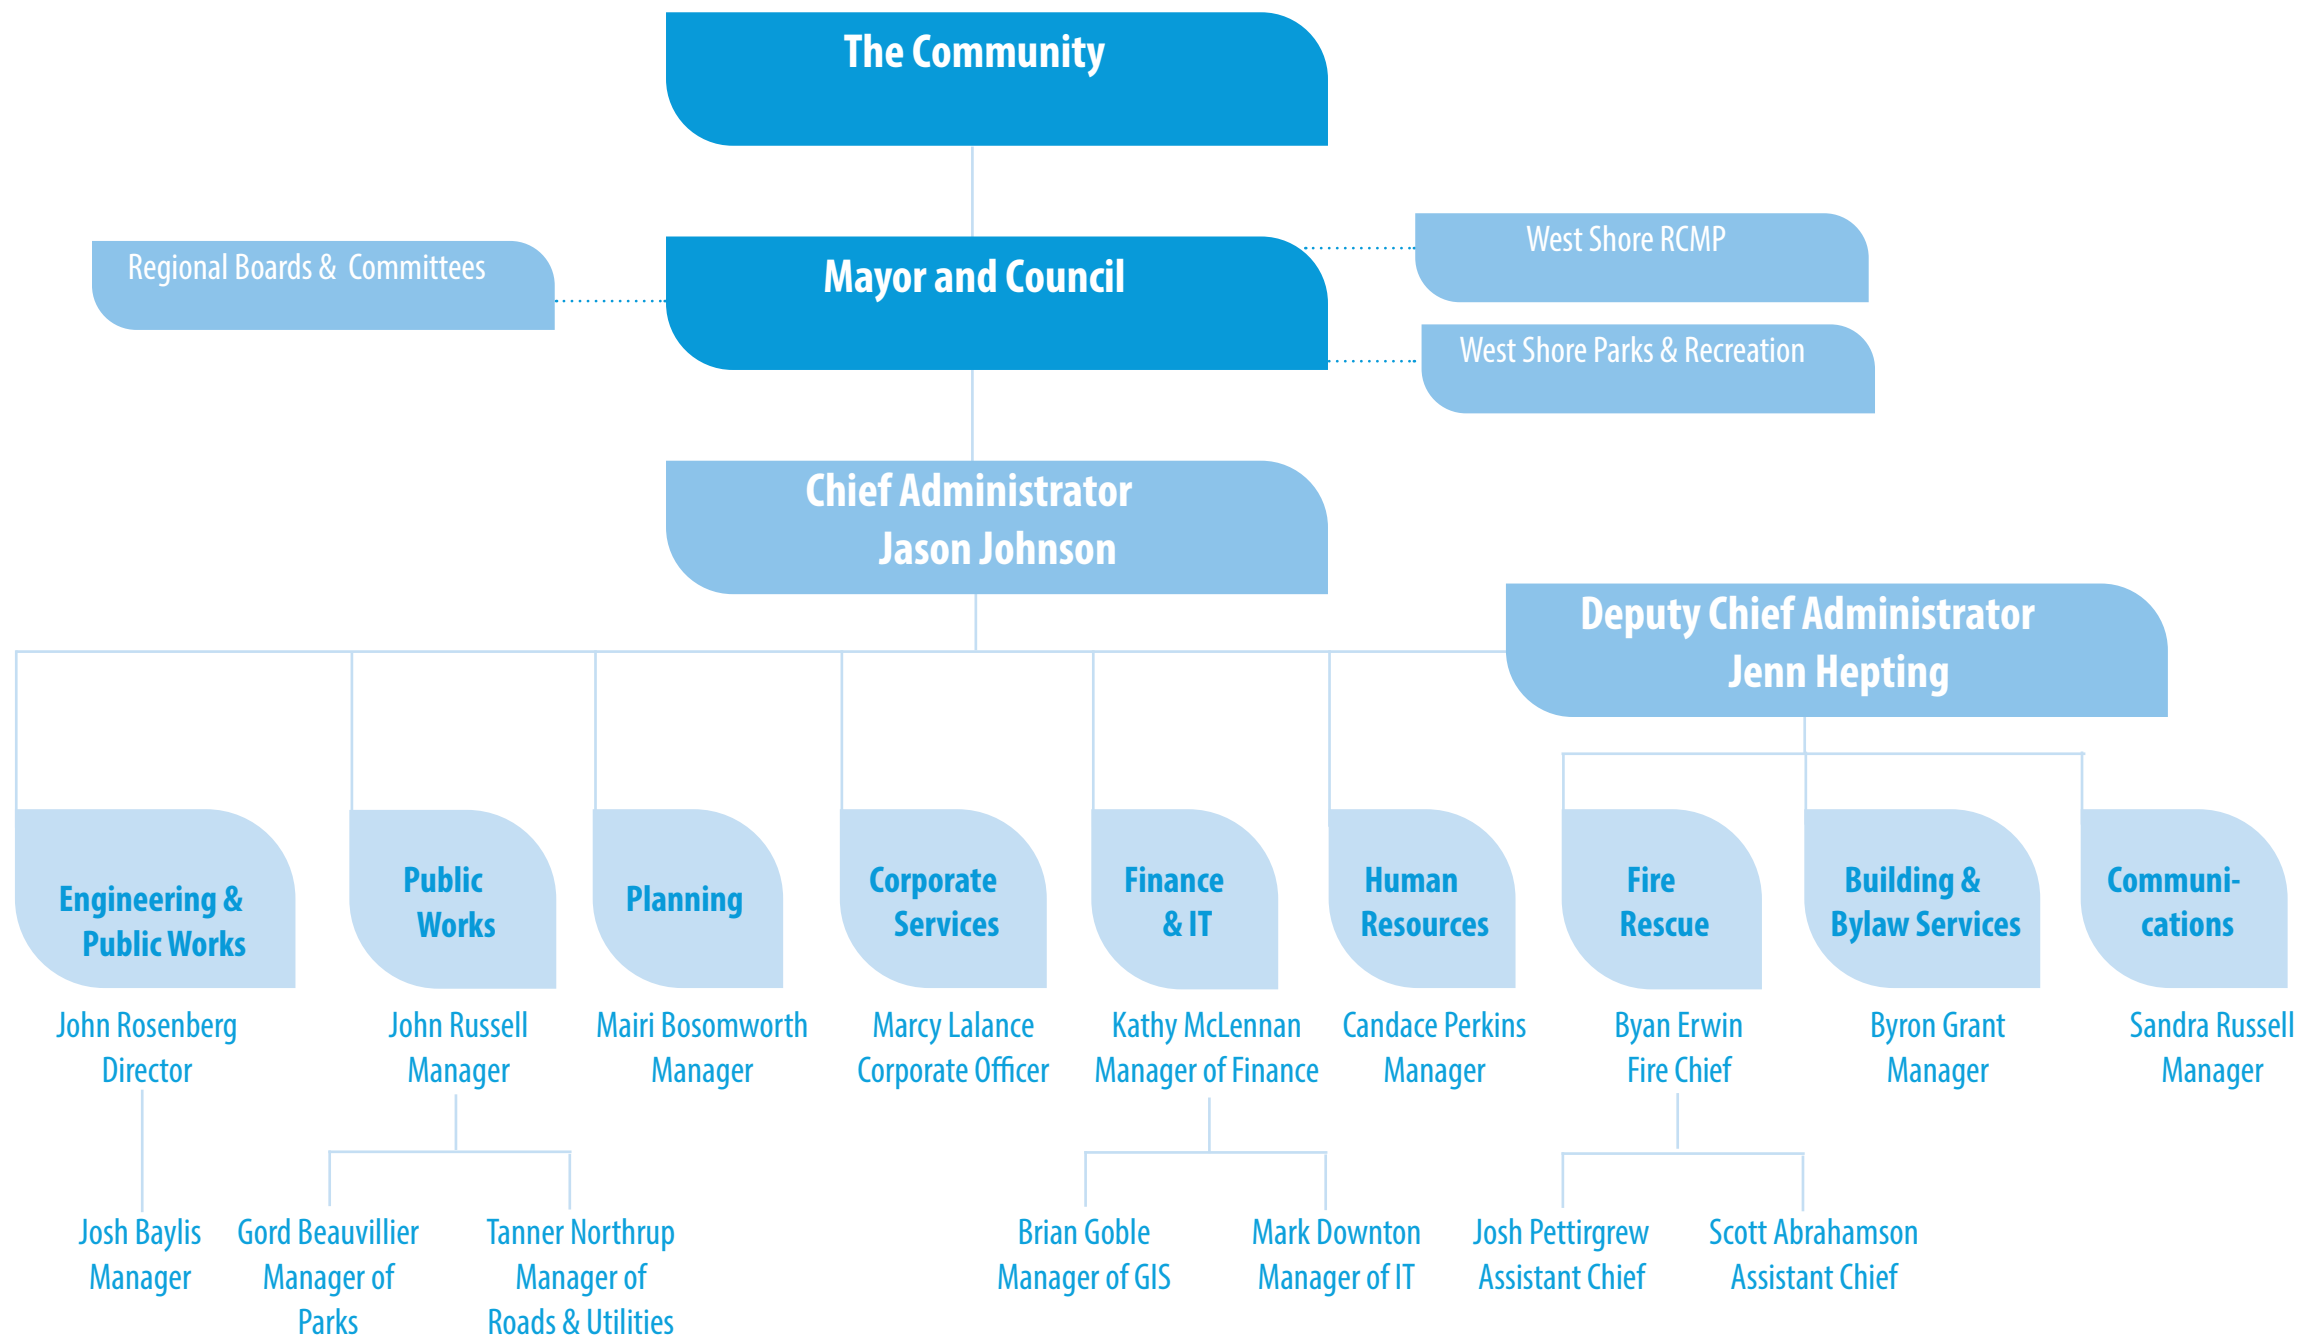 The Community
Regional Boards & Committees
Mayor and Council
West Shore RCMP
West Shore Parks & Recreation
Chief Administrator
Jason Johnson
Deputy Chief Administrator
Jenn Hepting
Engineering &
Public Works
John Rosenberg
Director
Public
Works
John Russell
Manager
Planning
Mairi Bosomworth
Manager
Corporate
Services
Marcy Lalance
Corporate Officer
Finance
& IT
Kathy McLennan
Manager of Finance
Human
Resources
Candace Perkins
Manager
Fire
Rescue
Byan Erwin
Fire Chief
Building &
Bylaw Services
Byron Grant
Manager
Communi-
cations
Sandra Russell
Manager
Josh Baylis
Manager
Gord Beauvillier
Manager of
Parks
Tanner Northrup
Manager of
Roads & Utilities
Brian Goble
Manager of GIS
Mark Downton
Manager of IT
Josh Pettirgrew
Assistant Chief
Scott Abrahamson
Assistant Chief